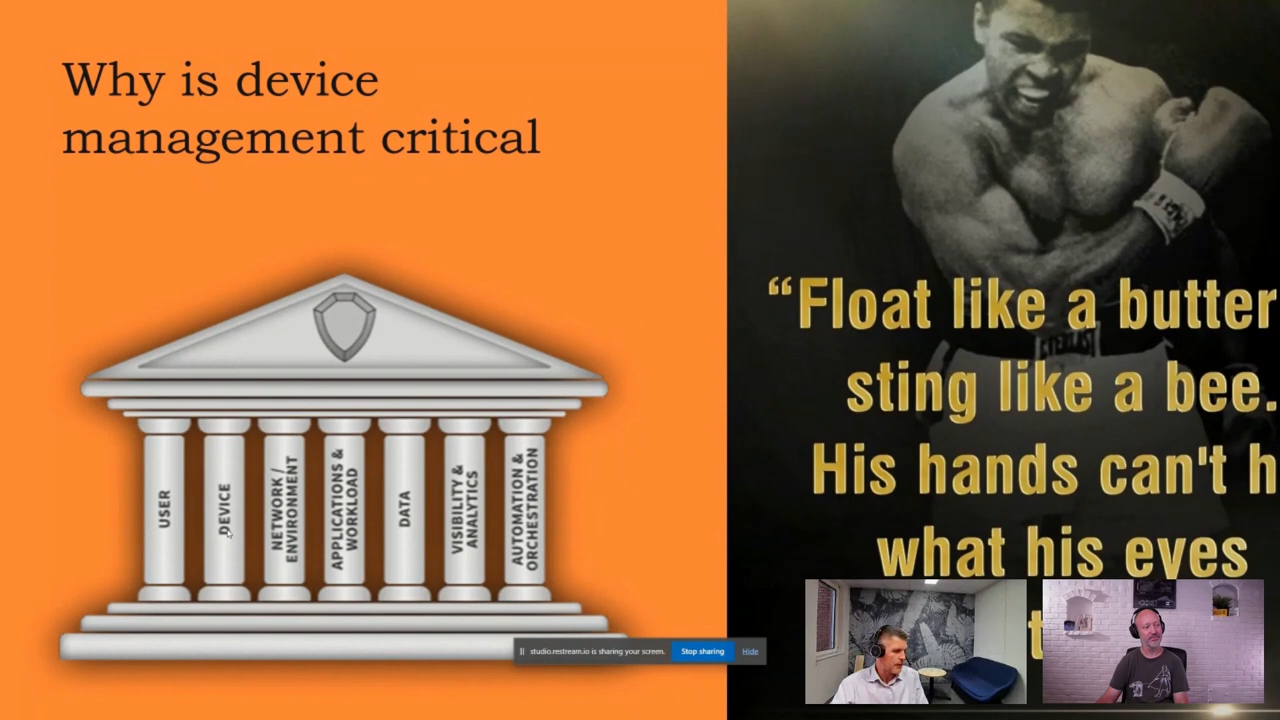 Why is device
management critical
USER
DEVICE
NETWORK /
ENVIRONMENT
APPLICATIONS &
WORKLOAD
DATA
VISIBILITY &
ANALYTICS
AUTOMATION &
ORCHESTRATION
studio.restream.io is sharing your screen.
Stop sharing
Hide
EVERLAST
“Float like a butter
sting like a bee.
His hands can't h
what his eyes
t